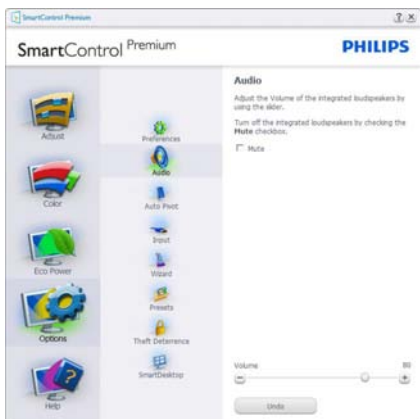 SmartControl Premium
SmartControl Premium
PHILIPS
Adjust
Color
Eco Power
Options
Help
Preferences
Audio
Auto Pivot
Input
Wizard
Presets
Theft Deterrence
SmartDesktop
Audio
Adjust the Volume of the integrated loudspeakers by
using the slider.
Turn off the integrated loudspeakers by checking the
Mute checkbox.
Mute
Volume
Undo